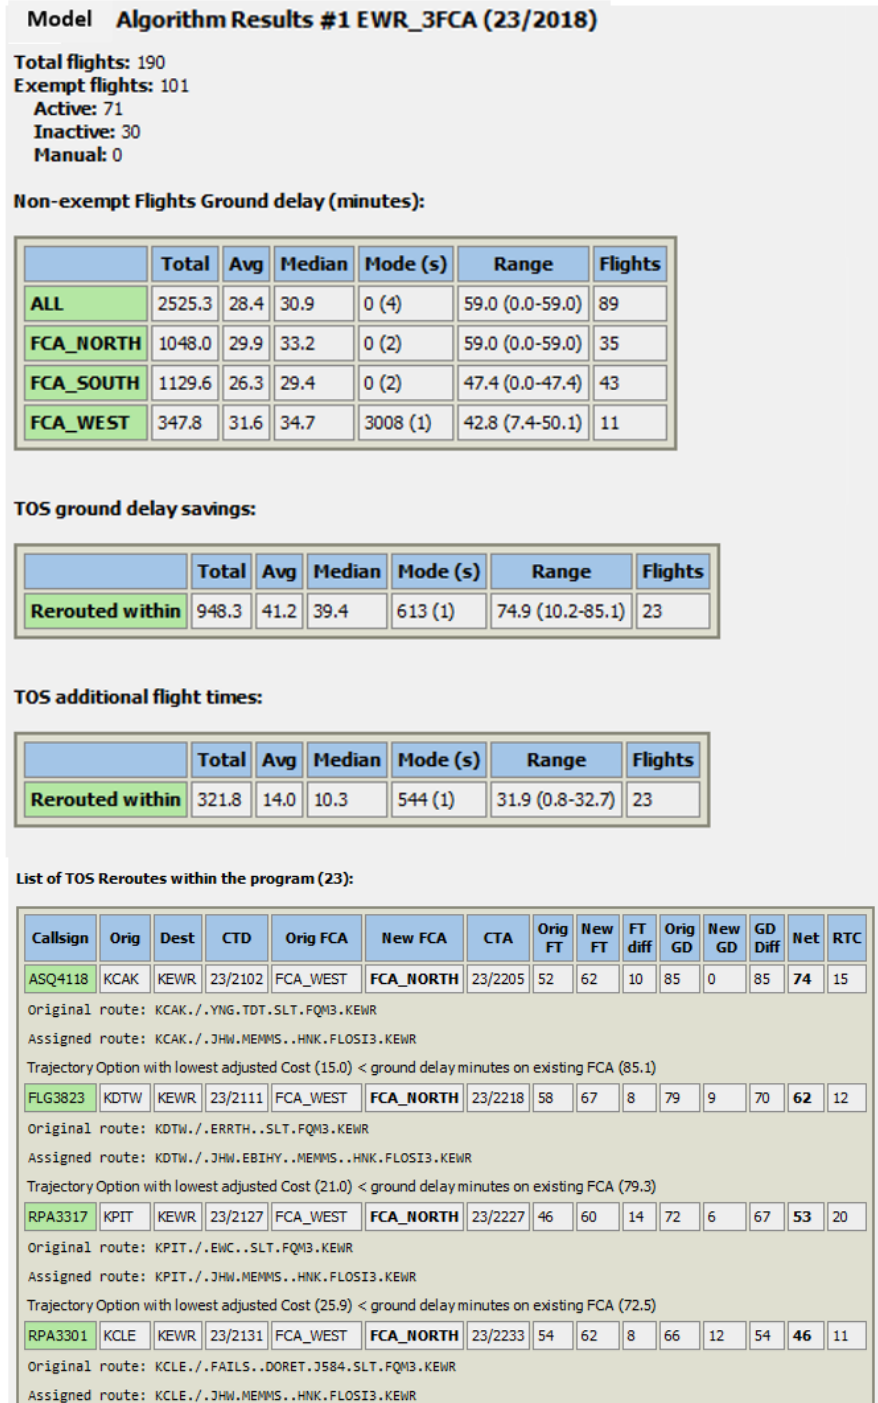 Model Algorithm Results #1 EWR_3FCA (23/2018)
Total flights: 190
Exempt flights: 101
Active: 71
Inactive: 30
Manual: 0
Non-exempt Flights Ground delay (minutes):
Total Avg Median Mode (s) Range Flights
ALL 2525.3 28.4 30.9 0 (4) 59.0 (0.0-59.0) 89
FCA_NORTH 1048.0 29.9 33.2 0 (2) 59.0 (0.0-59.0) 35
FCA_SOUTH 1129.6 26.3 29.4 0 (2) 47.4 (0.0-47.4) 43
FCA_WEST 347.8 31.6 34.7 3008 (1) 42.8 (7.4-50.1) 11
TOS ground delay savings:
Total Avg Median Mode (s) Range Flights
Rerouted within 948.3 41.2 39.4 613 (1) 74.9 (10.2-85.1) 23
TOS additional flight times:
Total Avg Median Mode (s) Range Flights
Rerouted within 321.8 14.0 10.3 544 (1) 31.9 (0.8-32.7) 23
List of TOS Reroutes within the program (23):
Callsign Orig Dest CTD Orig FCA New FCA CTA Orig FT New FT FT diff Orig GD New GD GD Diff Net RTC
ASQ4118 KCAK KEWR 23/2102 FCA_WEST FCA_NORTH 23/2205 52 62 10 85 0 85 74 15
Original route: KCAK./.YNG.TDT.SLT.FQM3.KEWR
Assigned route: KCAK./.JHW.MEMMS..HNK.FLOSI3.KEWR
Trajectory Option with lowest adjusted Cost (15.0) < ground delay minutes on existing FCA (85.1)
FLG3823 KDTW KEWR 23/2111 FCA_WEST FCA_NORTH 23/2218 58 67 8 79 9 70 62 12
Original route: KDTW./.ERRTH..SLT.FQM3.KEWR
Assigned route: KDTW./.JHW.EBIHY..MEMMS..HNK.FLOSI3.KEWR
Trajectory Option with lowest adjusted Cost (21.0) < ground delay minutes on existing FCA (79.3)
RPA3317 KPIT KEWR 23/2127 FCA_WEST FCA_NORTH 23/2227 46 60 14 72 6 67 53 20
Original route: KPIT./.EWC..SLT.FQM3.KEWR
Assigned route: KPIT./.JHW.MEMMS..HNK.FLOSI3.KEWR
Trajectory Option with lowest adjusted Cost (25.9) < ground delay minutes on existing FCA (72.5)
RPA3301 KCLE KEWR 23/2131 FCA_WEST FCA_NORTH 23/2233 54 62 8 66 12 54 46 11
Original route: KCLE./.FAILS..DORET.J584.SLT.FQM3.KEWR
Assigned route: KCLE./.JHW.MEMMS..HNK.FLOSI3.KEWR